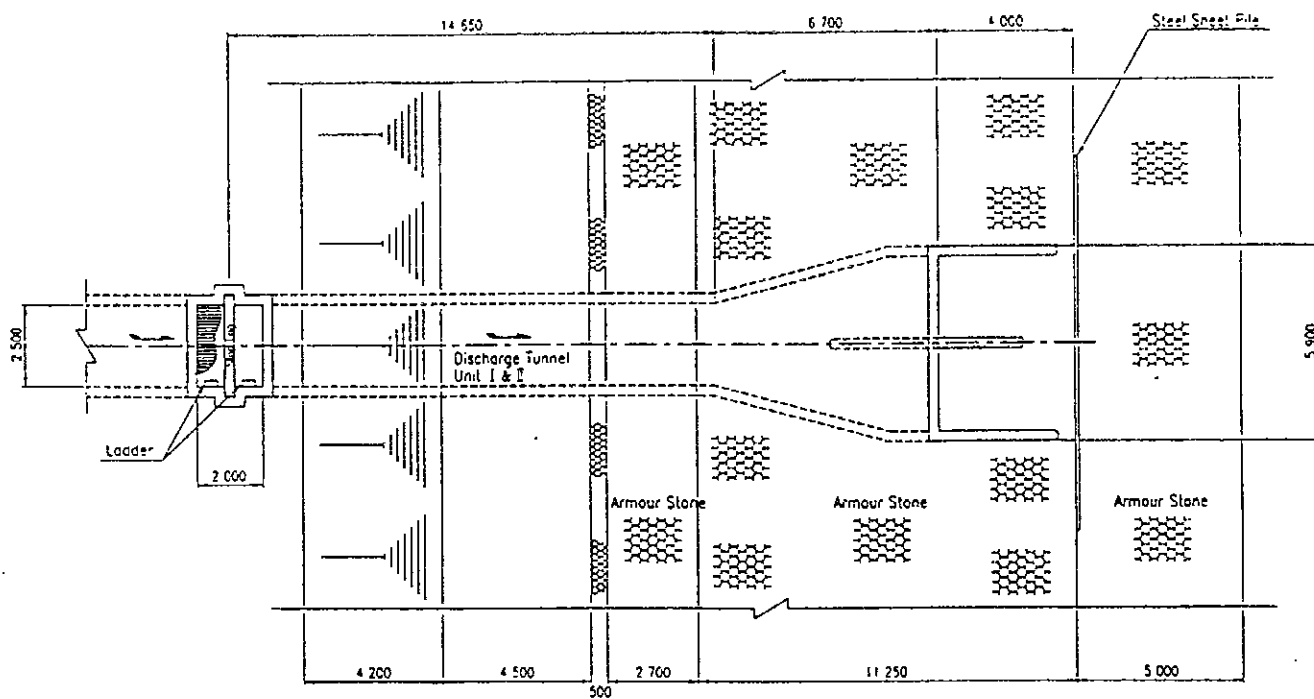 14 650
6 700
4 000
Steel Sheet Pile
2 500
Discharge Tunnel
Unit I & II
5 900
Ladder
2 000
Armour Stone
Armour Stone
Armour Stone
4 200
4 500
500
2 700
11 250
5 000